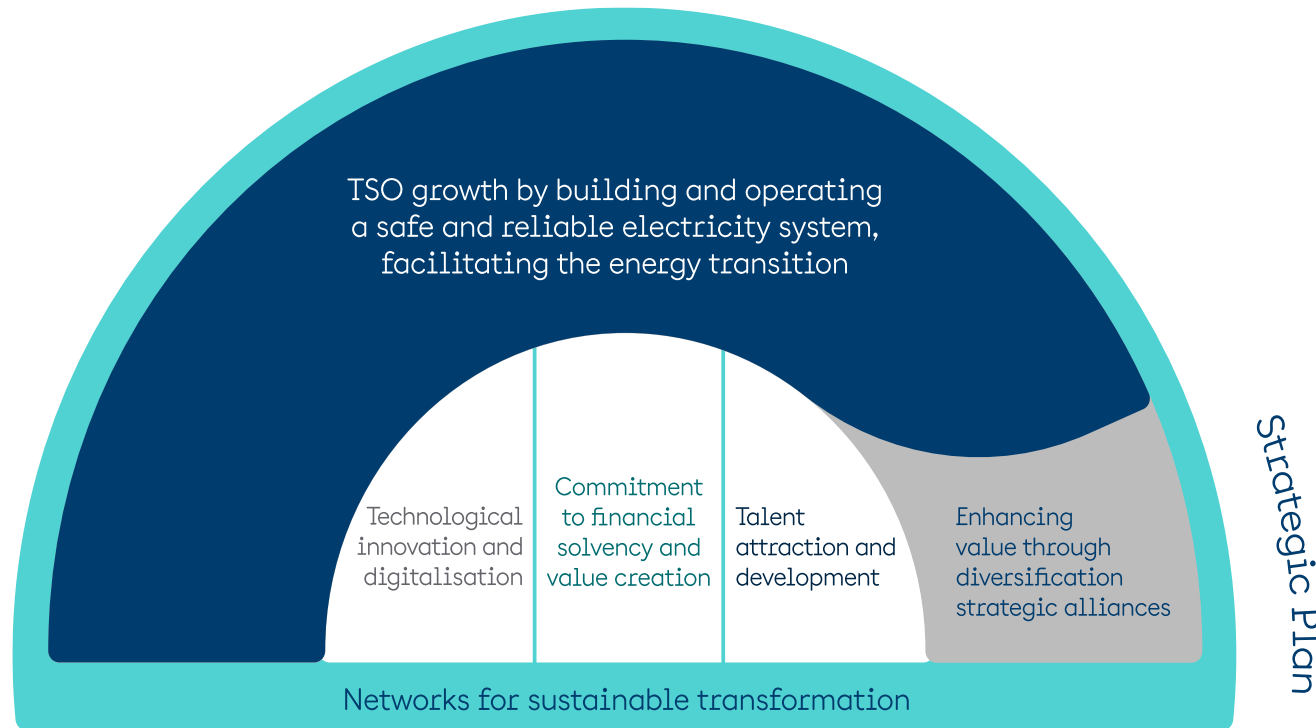 TSO growth by building and operating
a safe and reliable electricity system,
facilitating the energy transition
Technological
innovation and
digitalisation
Commitment
to financial
solvency and
value creation
Talent
attraction and
development
Enhancing
value through
diversification
strategic alliances
Networks for sustainable transformation
Strategic Plan